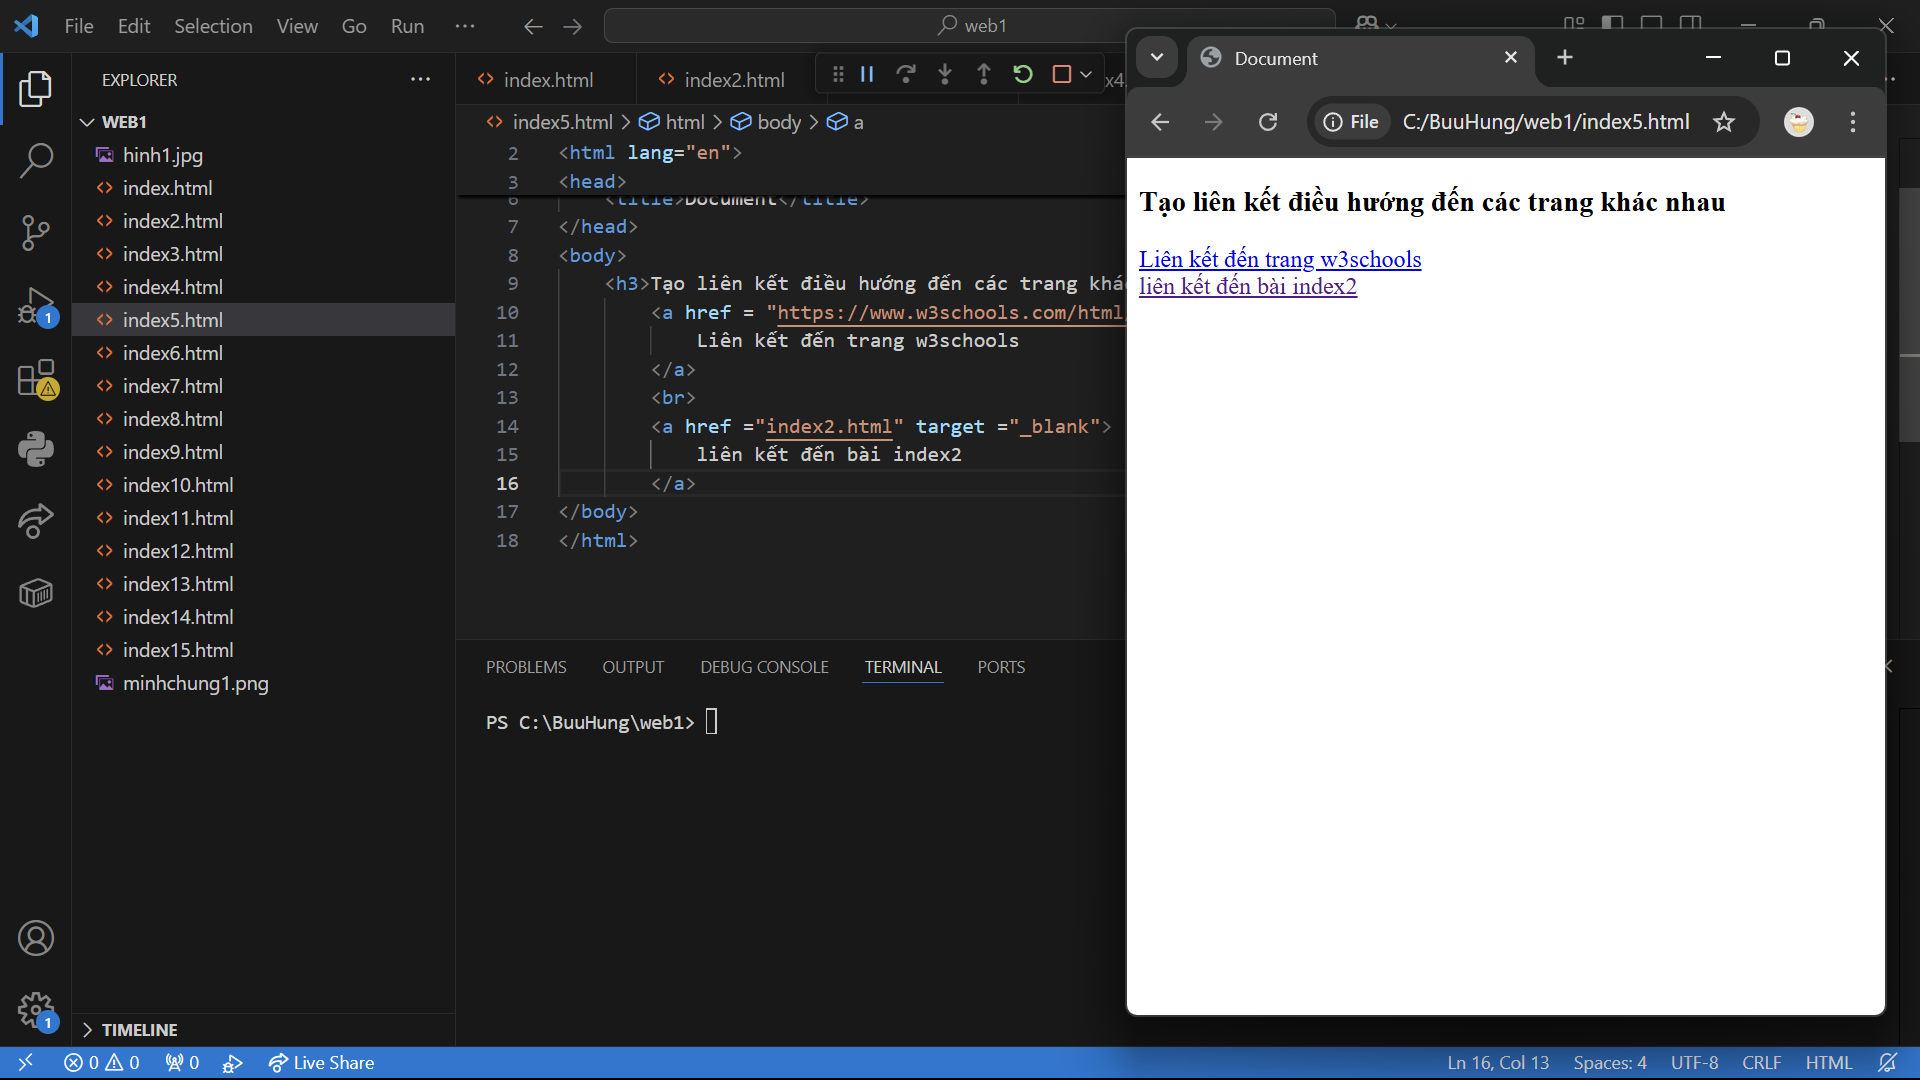 File Edit Selection View Go Run
web1
EXPLORER
WEB1
hinh1.jpg
index.html
index2.html
index3.html
index4.html
index5.html
index6.html
index7.html
index8.html
index9.html
index10.html
index11.html
index12.html
index13.html
index14.html
index15.html
minhchung1.png
TIMELINE
1
1
index.html index2.html x4.
index5.html > html > body > a
2 <html lang="en">
3 <head>
6 <title>Document</title>
7 </head>
8 <body>
9 <h3>Tạo liên kết điều hướng đến các trang khá
10 <a href = "https://www.w3schools.com/html
11 Liên kết đến trang w3schools
12 </a>
13 <br>
14 <a href ="index2.html" target ="_blank">
15 liên kết đến bài index2
16 </a>
17 </body>
18 </html>
PROBLEMS OUTPUT DEBUG CONSOLE TERMINAL PORTS
PS C:\BuuHung\web1>
Document
File C:/BuuHung/web1/index5.html
Tạo liên kết điều hướng đến các trang khác nhau
Liên kết đến trang w3schools
liên kết đến bài index2
0 0 0 Live Share
Ln 16, Col 13 Spaces: 4 UTF-8 CRLF HTML